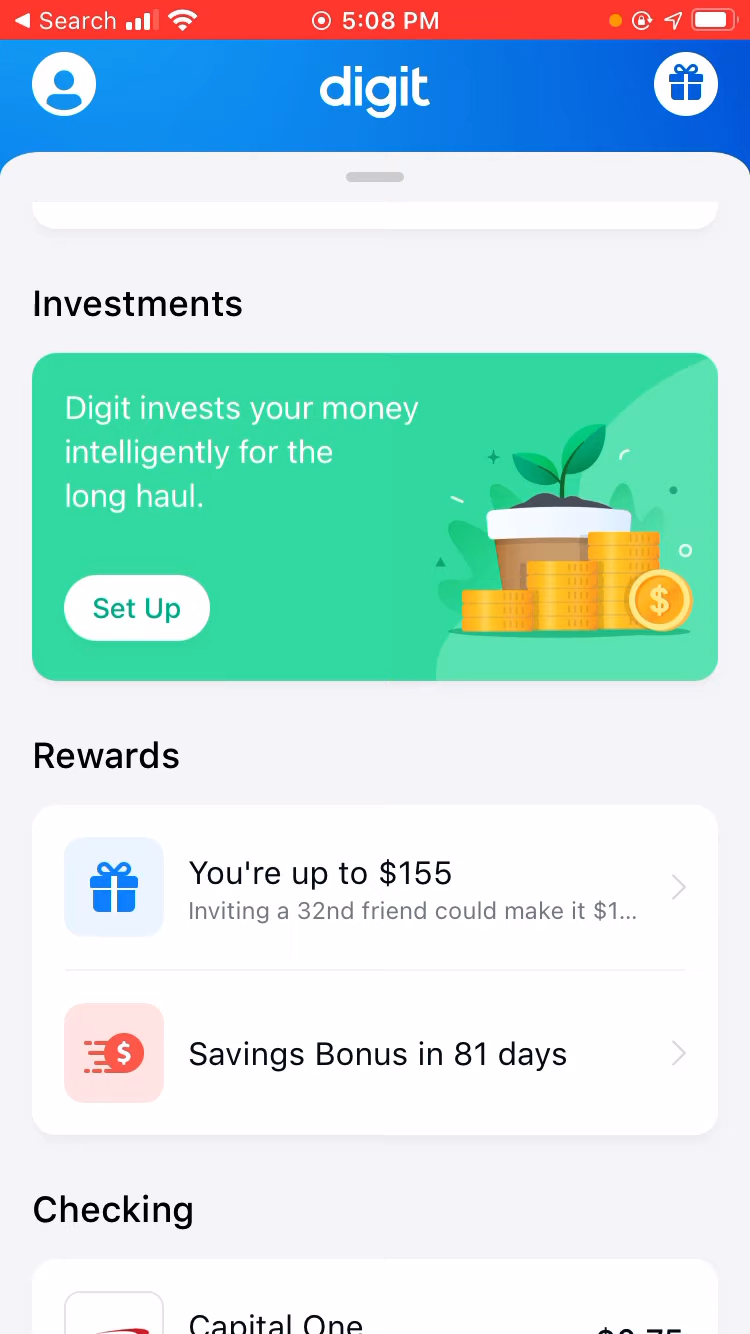 Search
5:08 PM
digit
Investments
Digit invests your money
intelligently for the
long haul.
$
Set Up
Rewards
You're up to $155
Inviting a 32nd friend could make it $1...
$
Savings Bonus in 81 days
Checking
Capital One